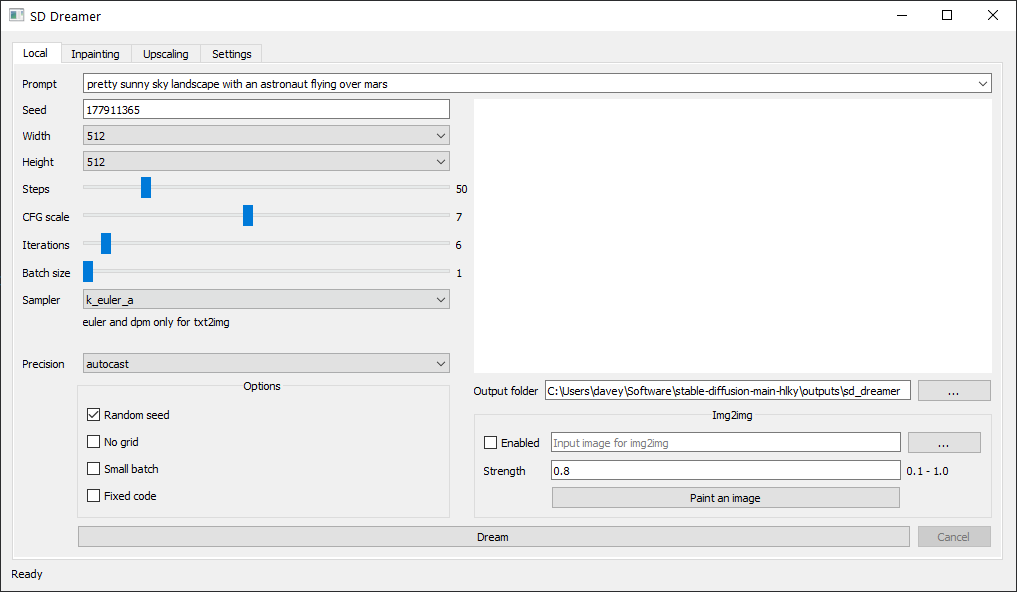 SD Dreamer
Local Inpainting Upscaling Settings
Prompt pretty sunny sky landscape with an astronaut flying over mars
Seed 177911365
Width 512
Height 512
Steps 50
CFG scale 7
Iterations 6
Batch size 1
Sampler k_euler_a
euler and dpm only for txt2img
Precision autocast
Options
Random seed
No grid
Small batch
Fixed code
Output folder C:\Users\davey\Software\stable-diffusion-main-hlky\outputs\sd_dreamer ...
Img2img
Enabled Input image for img2img ...
Strength 0.8 0.1 - 1.0
Paint an image
Dream Cancel
Ready